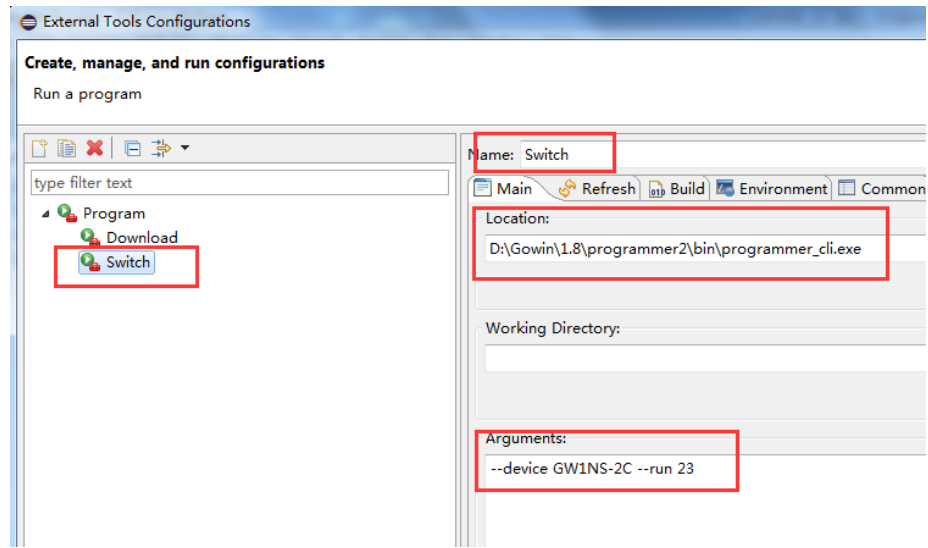 External Tools Configurations
Create, manage, and run configurations
Run a program
type filter text
Program
Download
Switch
Name: Switch
Main Refresh Build Environment Common
Location:
D:\Gowin\1.8\programmer2\bin\programmer_cli.exe
Working Directory:
Arguments:
--device GW1NS-2C --run 23